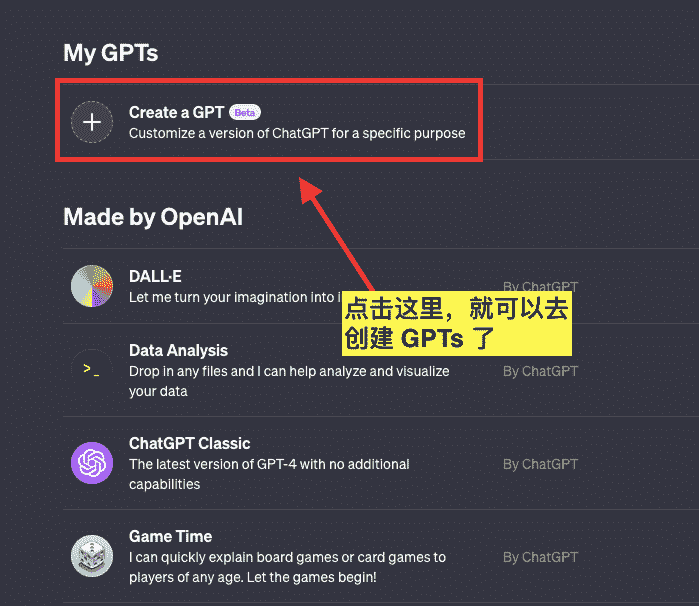 My GPTs
Create a GPT Beta
Customize a version of ChatGPT for a specific purpose
Made by OpenAI
DALL·E
Let me turn your imagination into
By ChatGPT
点击这里，就可以去
创建 GPTs 了
Data Analysis
Drop in any files and I can help analyze and visualize
your data
By ChatGPT
ChatGPT Classic
The latest version of GPT-4 with no additional
capabilities
By ChatGPT
Game Time
I can quickly explain board games or card games to
players of any age. Let the games begin!
By ChatGPT